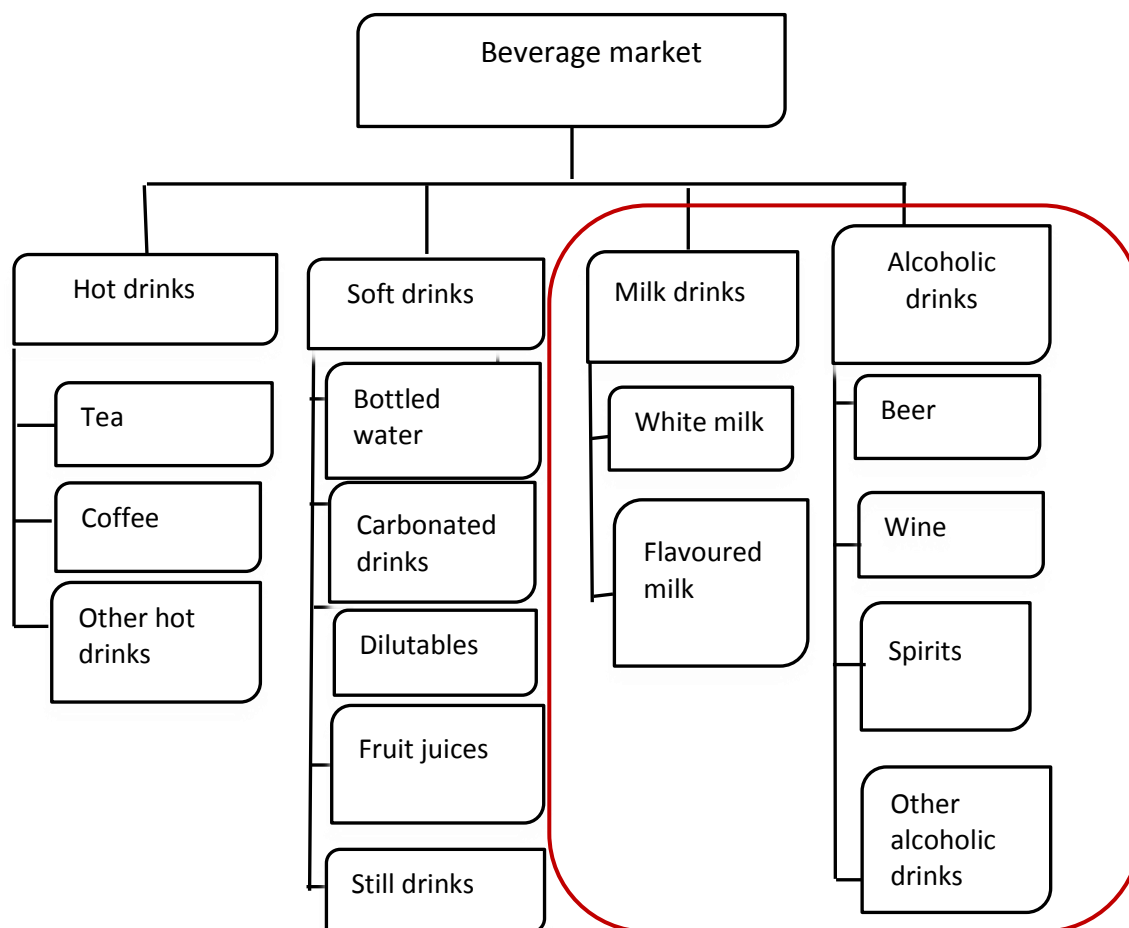 Beverage market
Hot drinks
Tea
Coffee
Other hot
drinks
Soft drinks
Bottled
water
Carbonated
drinks
Dilutables
Fruit juices
Still drinks
Milk drinks
White milk
Flavoured
milk
Alcoholic
drinks
Beer
Wine
Spirits
Other
alcoholic
drinks